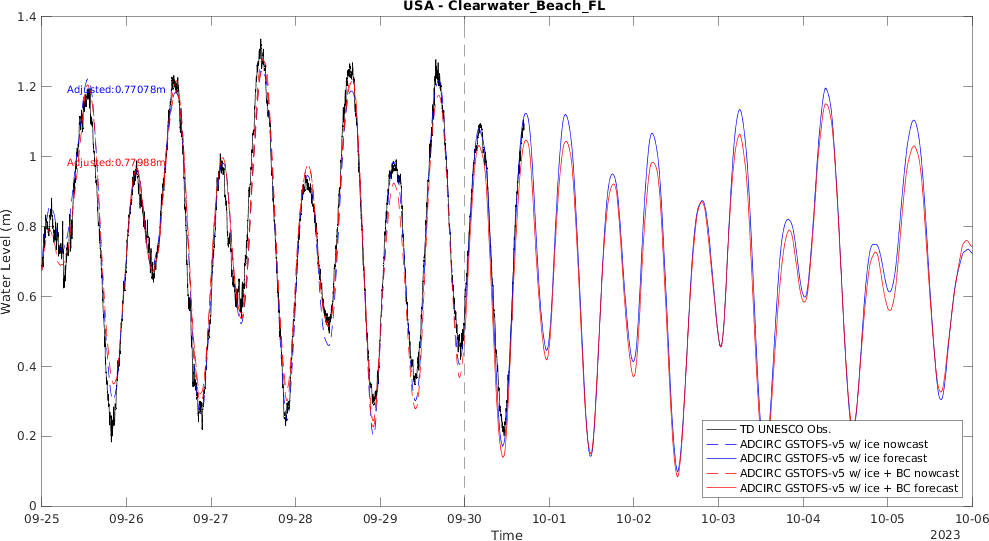 USA - Clearwater_Beach_FL
1.4
1.2
1
0.8
0.6
0.4
0.2
0
Water Level (m)
Adjusted:0.77078m
Adjusted:0.77988m
TD UNESCO Obs.
ADCIRC GSTOFS-v5 w/ ice nowcast
ADCIRC GSTOFS-v5 w/ ice forecast
ADCIRC GSTOFS-v5 w/ ice + BC nowcast
ADCIRC GSTOFS-v5 w/ ice + BC forecast
09-25 09-26 09-27 09-28 09-29 09-30 10-01 10-02 10-03 10-04 10-05 10-06
Time
2023